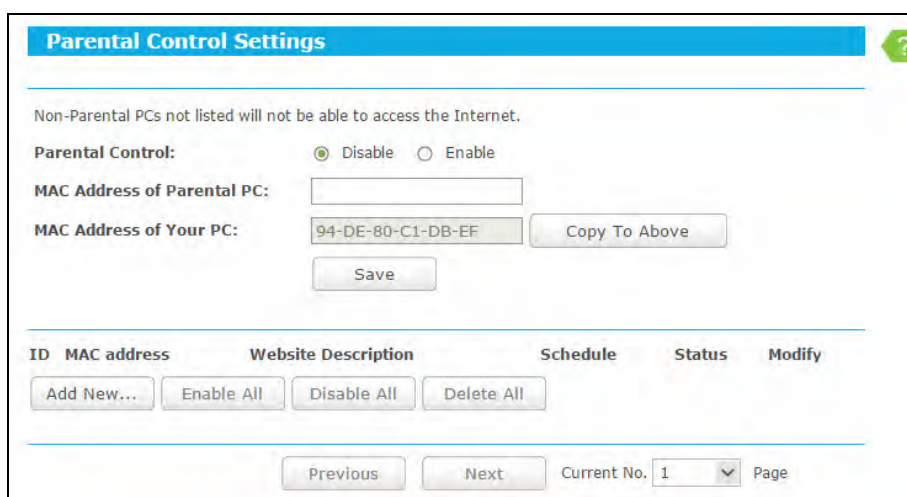 Parental Control Settings
?
Non-Parental PCs not listed will not be able to access the Internet.
Parental Control: Disable Enable
MAC Address of Parental PC:
MAC Address of Your PC: 94-DE-80-C1-DB-EF Copy To Above
Save
ID MAC address Website Description Schedule Status Modify
Add New... Enable All Disable All Delete All
Previous Next Current No. 1 Page